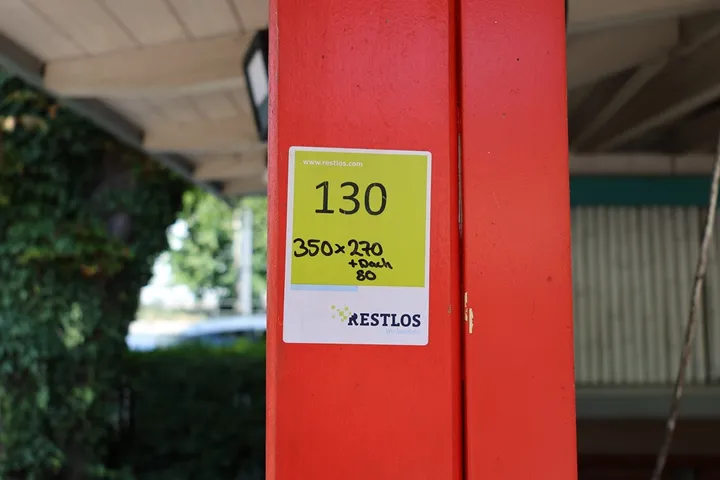 www.restlos.com
130
350 x 270
+ Dach
80
RESTLOS